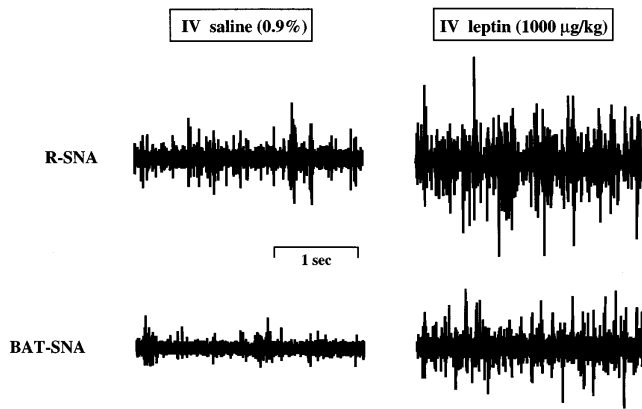 IV saline (0.9%)
IV leptin (1000 µg/kg)
R-SNA
1 sec
BAT-SNA